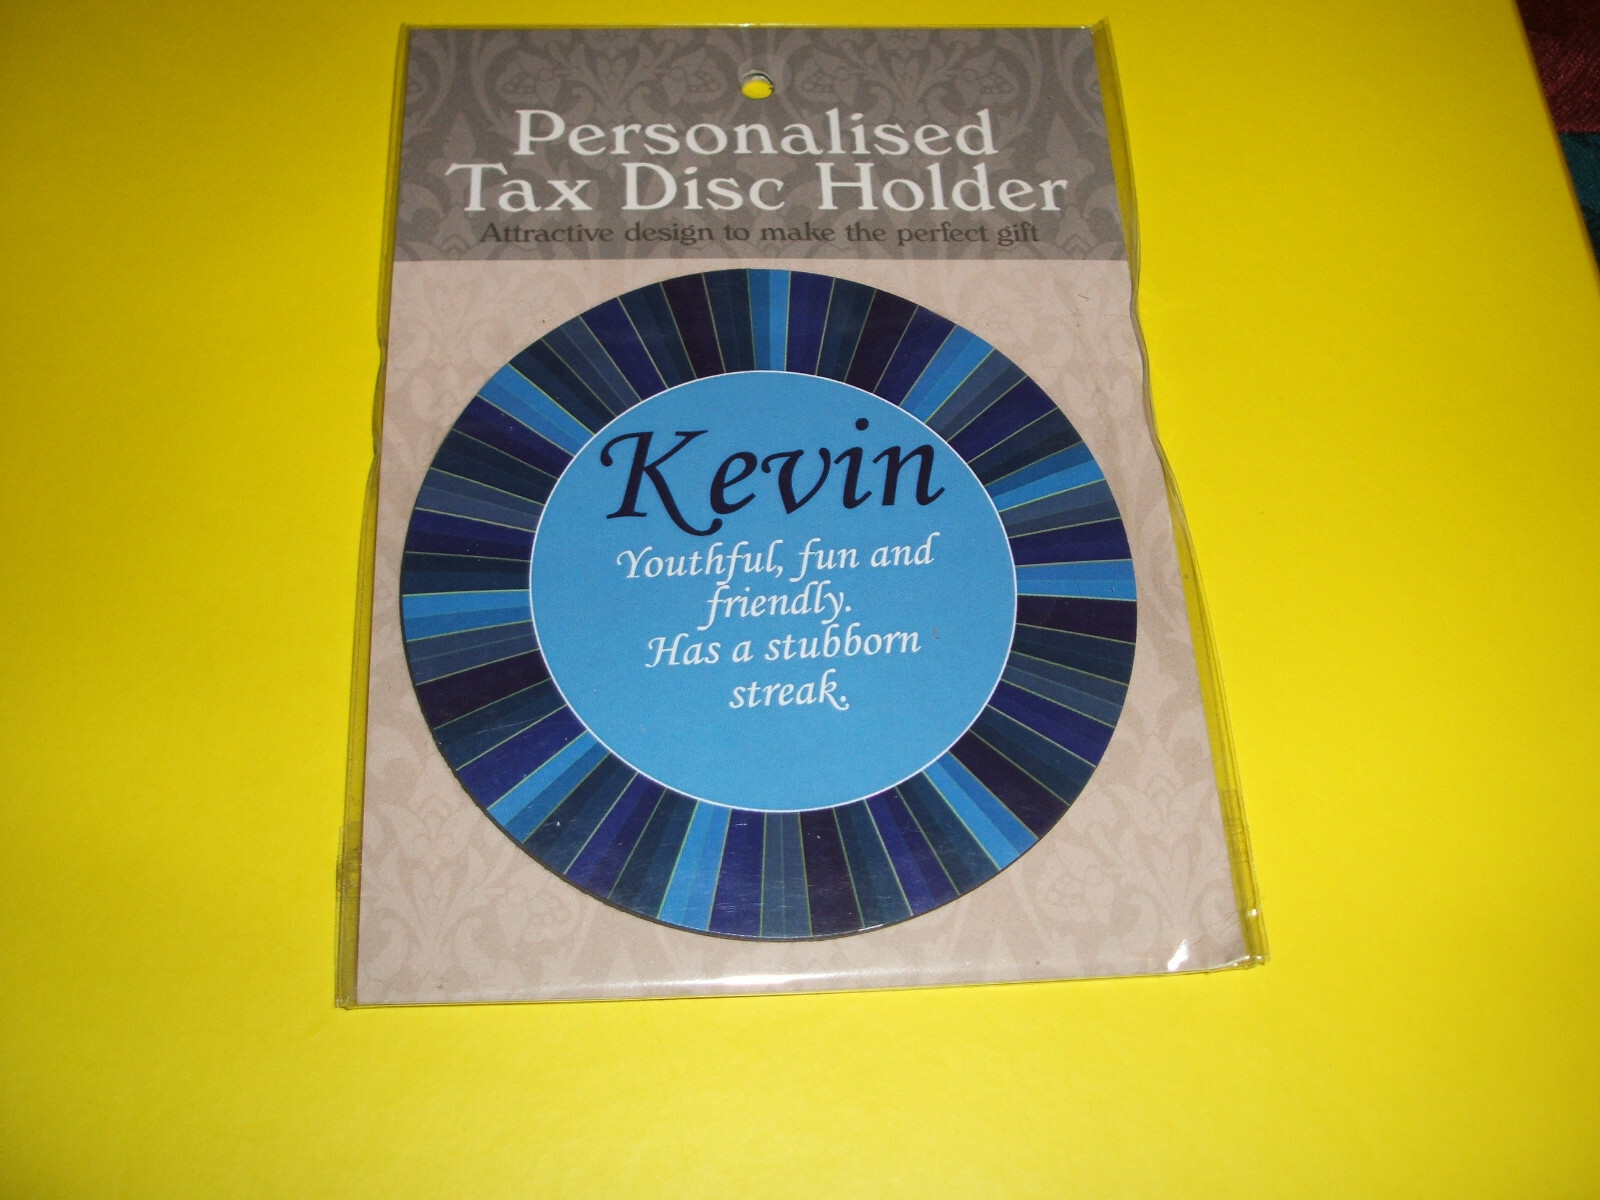 Personalised
Tax Disc Holder
Attractive design to make the perfect gift
Kevin
Youthful, fun and
friendly.
Has a stubborn
streak.